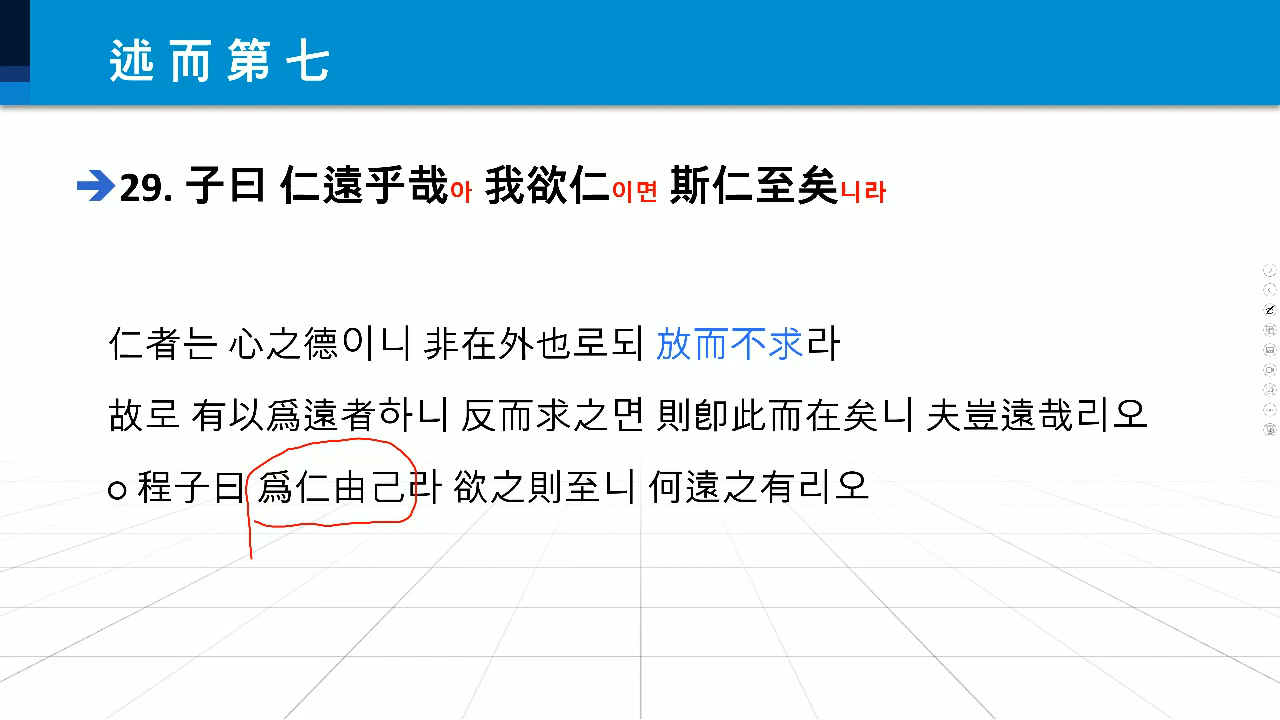 述而第七
29. 子曰 仁遠乎哉아 我欲仁이면 斯仁至矣니라
仁者는 心之德이니 非在外也로되 放而不求라
故로 有以爲遠者하니 反而求之면 則卽此而在矣니 夫豈遠哉리오
○ 程子曰 爲仁由己라 欲之則至니 何遠之有리오